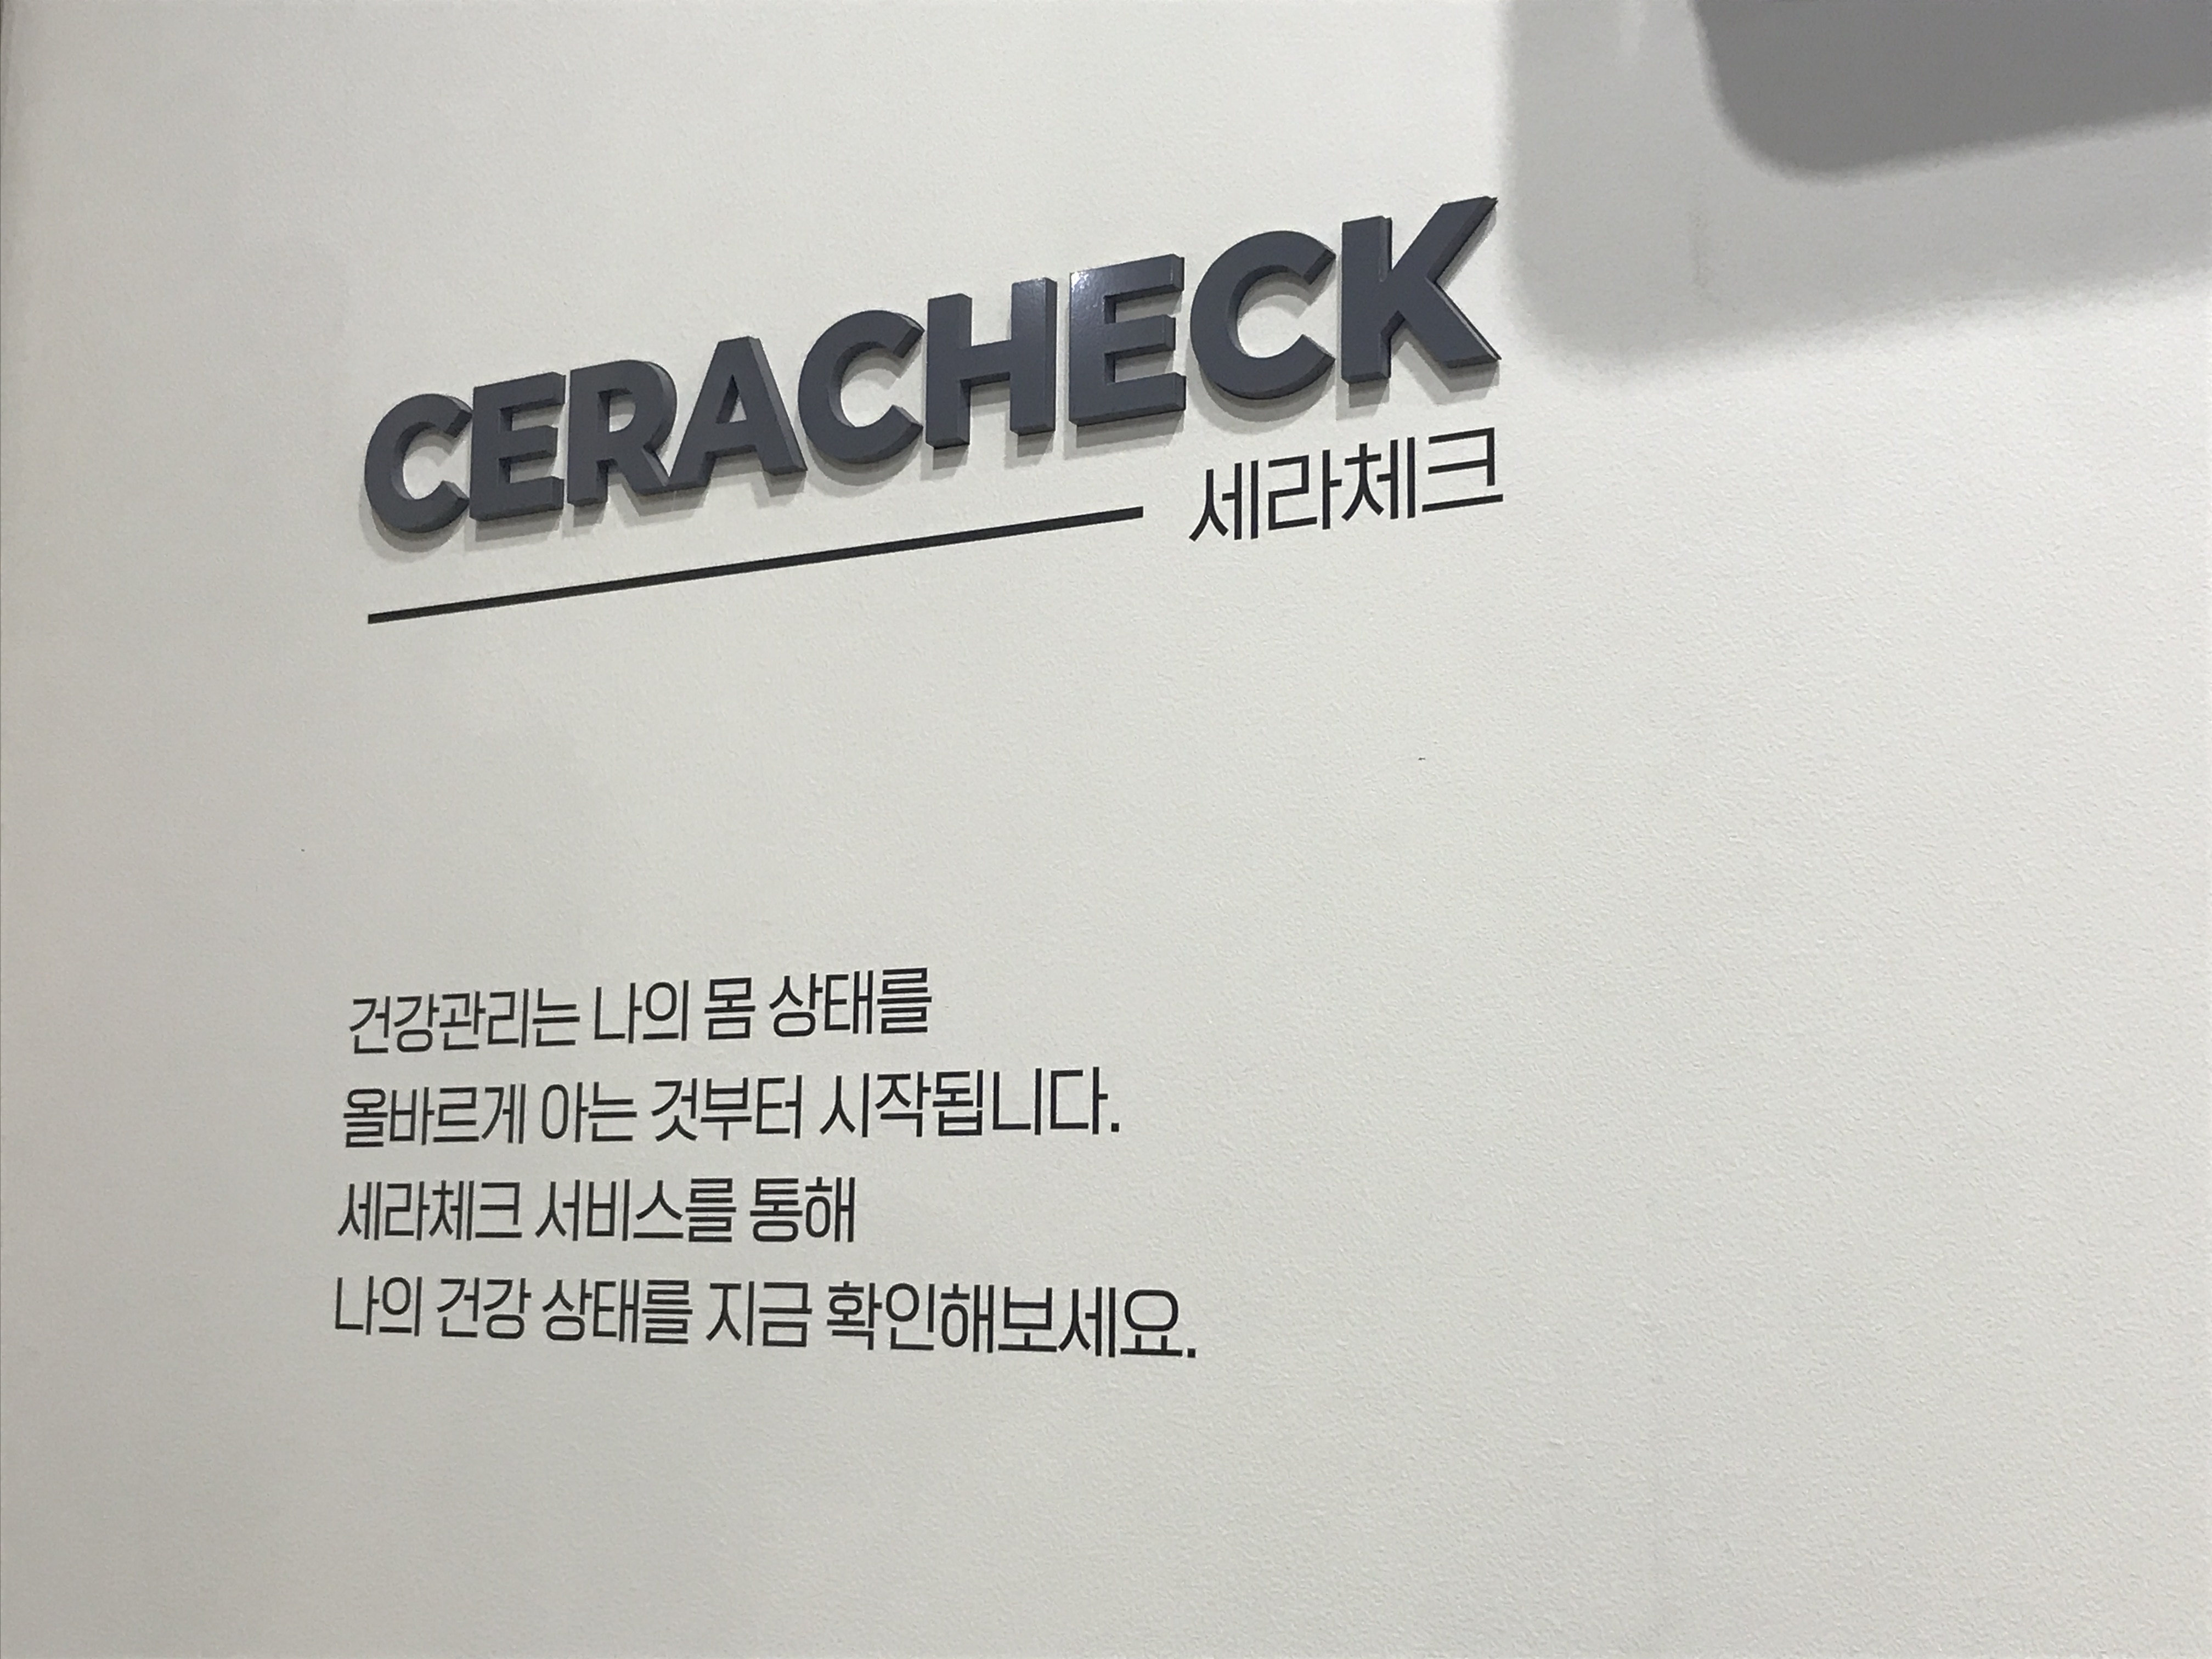 CERACHECK
세라체크
건강관리는 나의 몸 상태를
올바르게 아는 것부터 시작됩니다.
세라체크 서비스를 통해
나의 건강 상태를 지금 확인해보세요.